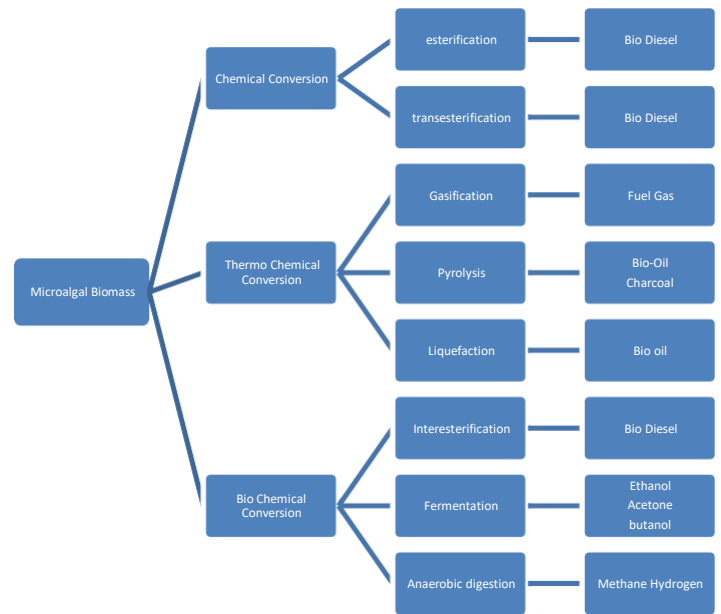 esterification
Bio Diesel
Chemical Conversion
transesterification
Bio Diesel
Gasification
Fuel Gas
Microalgal Biomass
Thermo Chemical
Conversion
Pyrolysis
Bio-Oil
Charcoal
Liquefaction
Bio oil
Interesterification
Bio Diesel
Bio Chemical
Conversion
Fermentation
Ethanol
Acetone
butanol
Anaerobic digestion
Methane Hydrogen